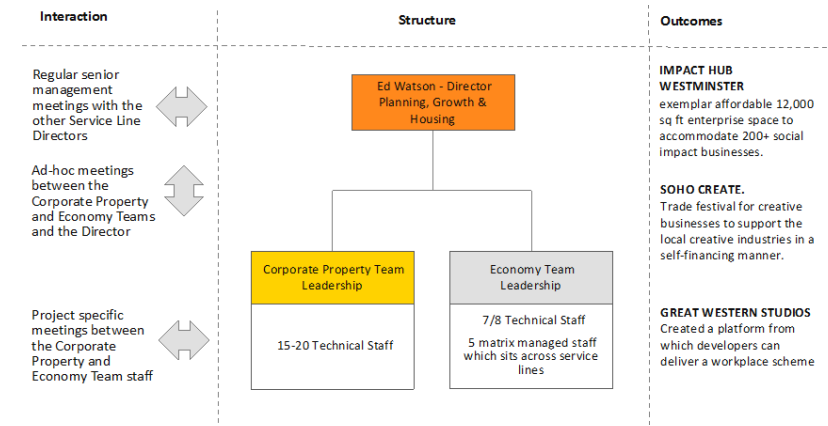 Interaction
Structure
Outcomes
Regular senior
management
meetings with the
other Service Line
Directors
Ad-hoc meetings
between the
Corporate Property
and Economy Teams
and the Director
Project specific
meetings between
the Corporate
Property and
Economy Team staff
Ed Watson - Director
Planning, Growth &
Housing
Corporate Property Team
Leadership
15-20 Technical Staff
Economy Team
Leadership
7/8 Technical Staff
5 matrix managed staff
which sits across service
lines
IMPACT HUB
WESTMINSTER
exemplar affordable 12,000
sq ft enterprise space to
accommodate 200+ social
impact businesses.
SOHO CREATE.
Trade festival for creative
businesses to support the
local creative industries in a
self-financing manner.
GREAT WESTERN STUDIOS
Created a platform from
which developers can
deliver a workplace scheme